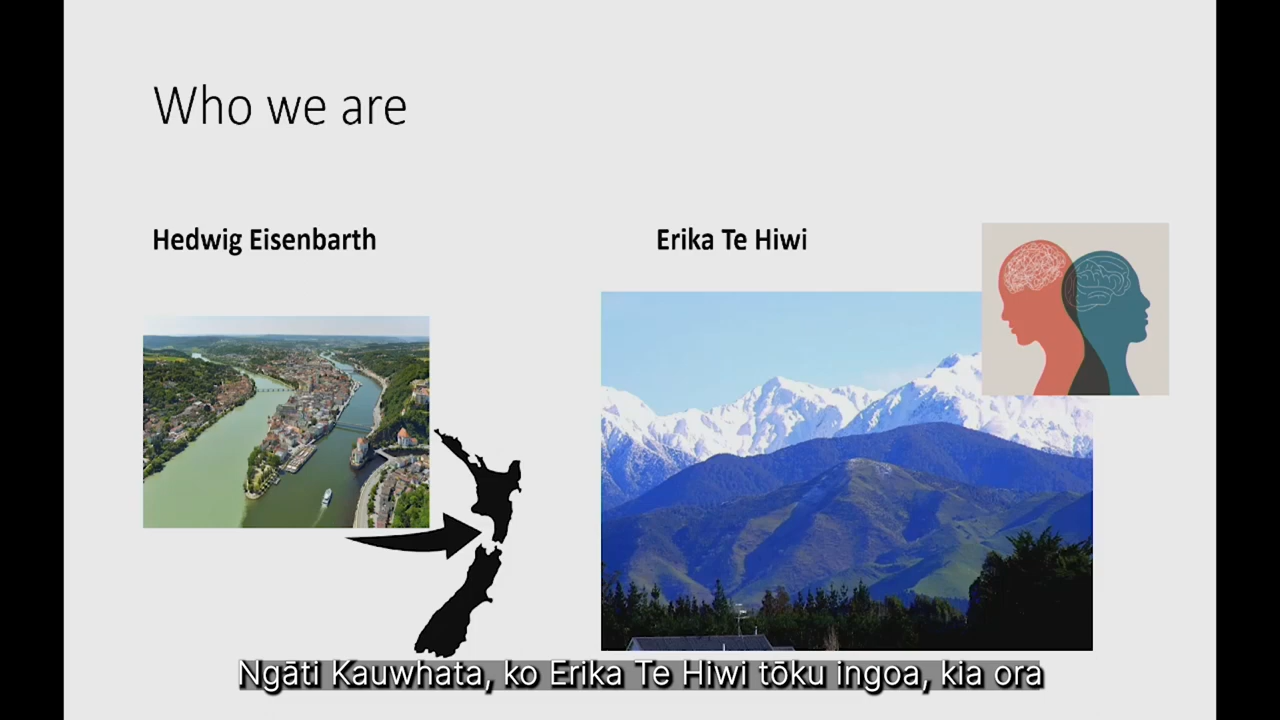 Who we are
Hedwig Eisenbarth
Erika Te Hiwi
Ngāti Kauwhata, ko Erika Te Hiwi tōku ingoa, kia ora